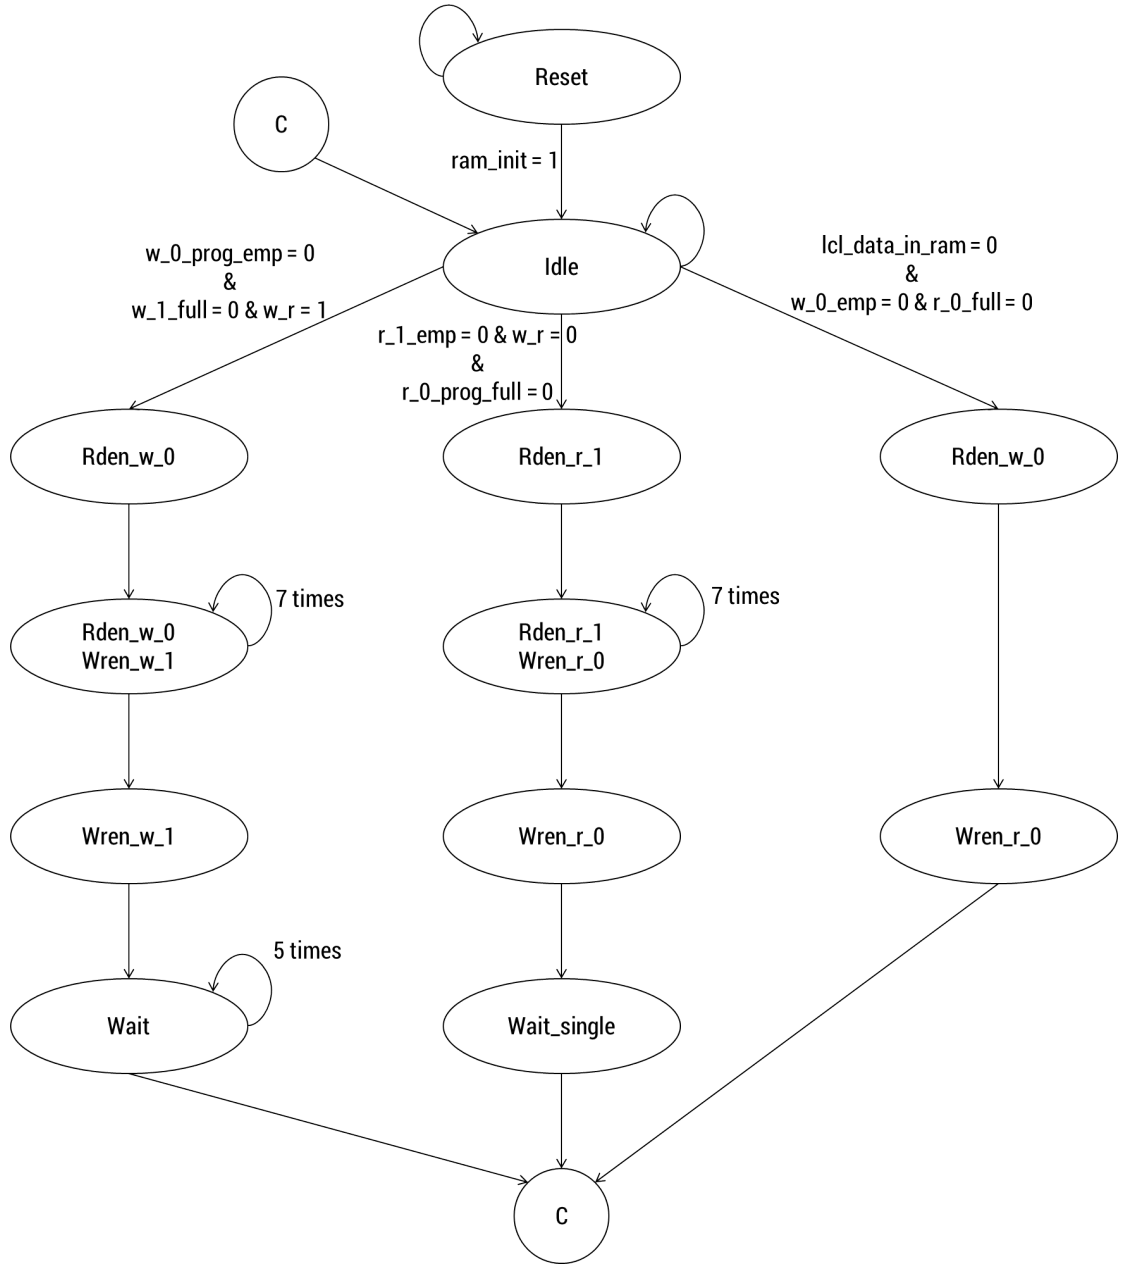 Reset
C
ram_init = 1
Idle
w_0_prog_emp = 0
&
w_1_full = 0 & w_r = 1
lcl_data_in_ram = 0
&
w_0_emp = 0 & r_0_full = 0
r_1_emp = 0 & w_r = 0
&
r_0_prog_full = 0
Rden_w_0
Rden_r_1
Rden_w_0
7 times
7 times
Rden_w_0
Wren_w_1
Rden_r_1
Wren_r_0
Wren_w_1
Wren_r_0
Wren_r_0
5 times
Wait
Wait_single
C